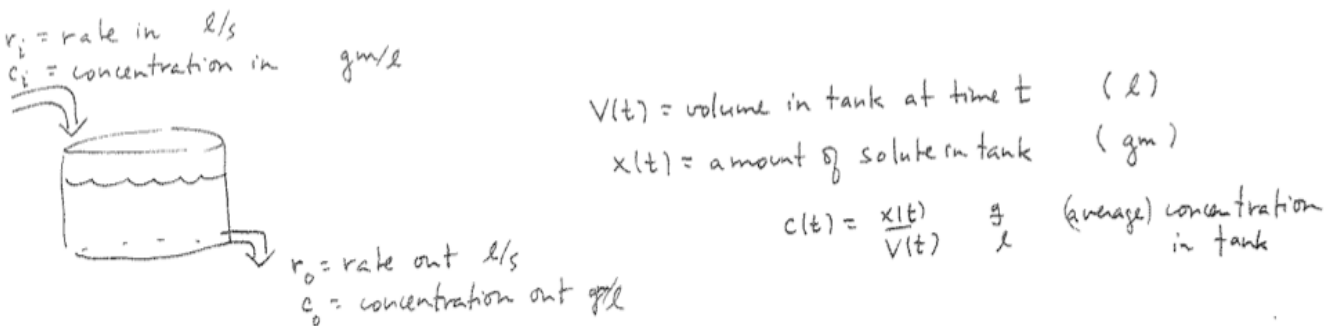 r_i = rate in l/s
c_i = concentration in gm/l
V(t) = volume in tank at time t (l)
x(t) = amount of solute in tank (gm)
c(t) = x(t)/V(t) g/l (average) concentration
in tank
r_o = rate out l/s
c_o = concentration out g/l